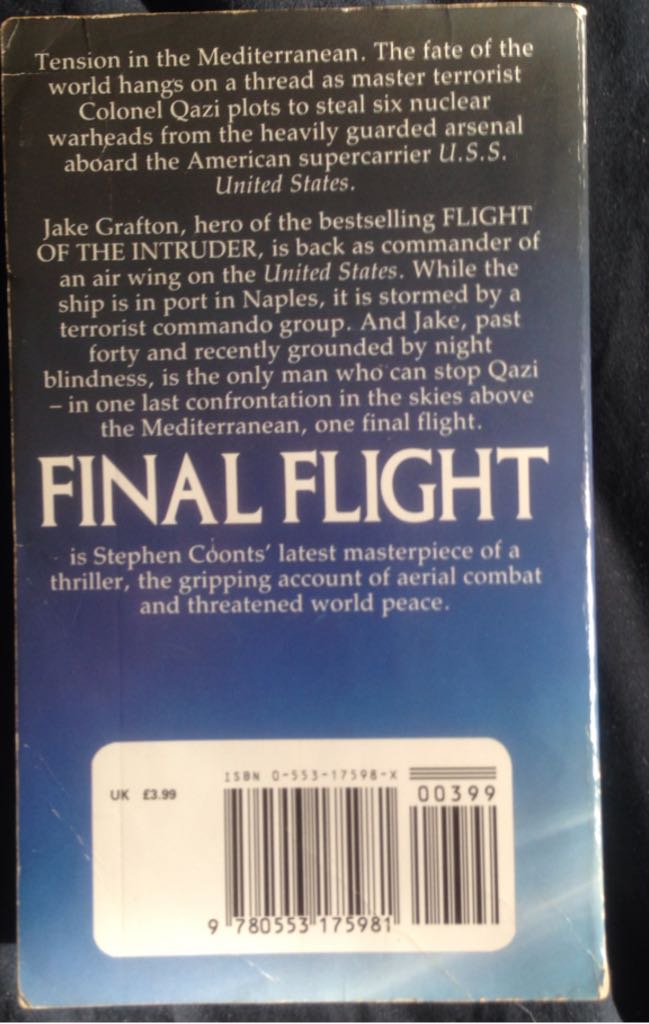 Tension in the Mediterranean. The fate of the
world hangs on a thread as master terrorist
Colonel Qazi plots to steal six nuclear
warheads from the heavily guarded arsenal
aboard the American supercarrier U.S.S.
United States.
Jake Grafton, hero of the bestselling FLIGHT
OF THE INTRUDER, is back as commander of
an air wing on the United States. While the
ship is in port in Naples, it is stormed by a
terrorist commando group. And Jake, past
forty and recently grounded by night
blindness, is the only man who can stop Qazi
– in one last confrontation in the skies above
the Mediterranean, one final flight.
FINAL FLIGHT
is Stephen Coonts' latest masterpiece of a
thriller, the gripping account of aerial combat
and threatened world peace.
ISBN 0-553-17598-X
UK £3.99
00399
9 780553 175981